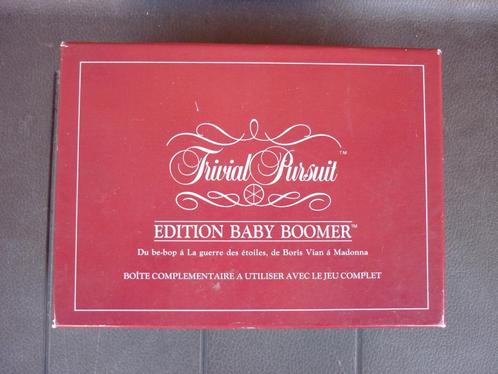 Trivial Pursuit™
EDITION BABY BOOMER™
Du be-bop à La guerre des étoiles, de Boris Vian à Madonna
BOÎTE COMPLEMENTAIRE A UTILISER AVEC LE JEU COMPLET